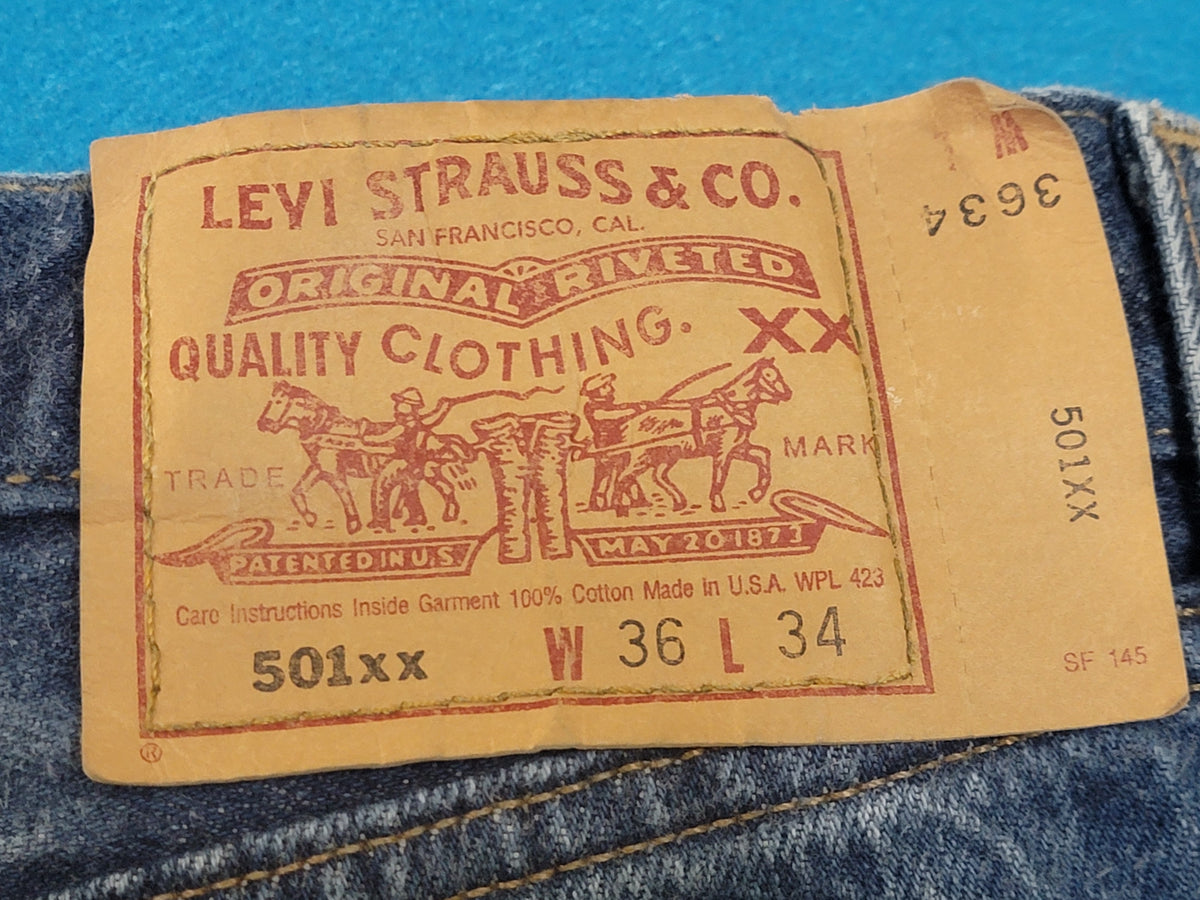 LEVI STRAUSS & CO.
SAN FRANCISCO, CAL.
ORIGINAL RIVETED
QUALITY CLOTHING. XX
TRADE MARK
PATENTED IN U.S. MAY 20 1873
Care Instructions Inside Garment 100% Cotton Made in U.S.A. WPL 423
501xx W 36 L 34
®
W
3634
501XX
SF 145